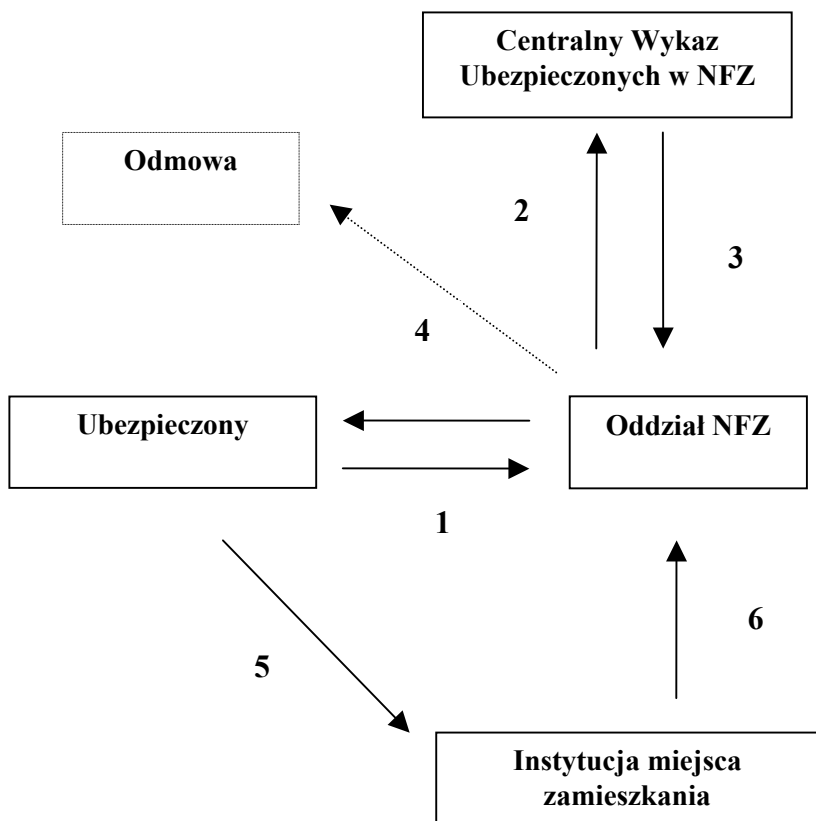 Centralny Wykaz
Ubezpieczonych w NFZ
Odmowa
2
3
4
Ubezpieczony
Oddział NFZ
1
6
5
Instytucja miejsca
zamieszkania